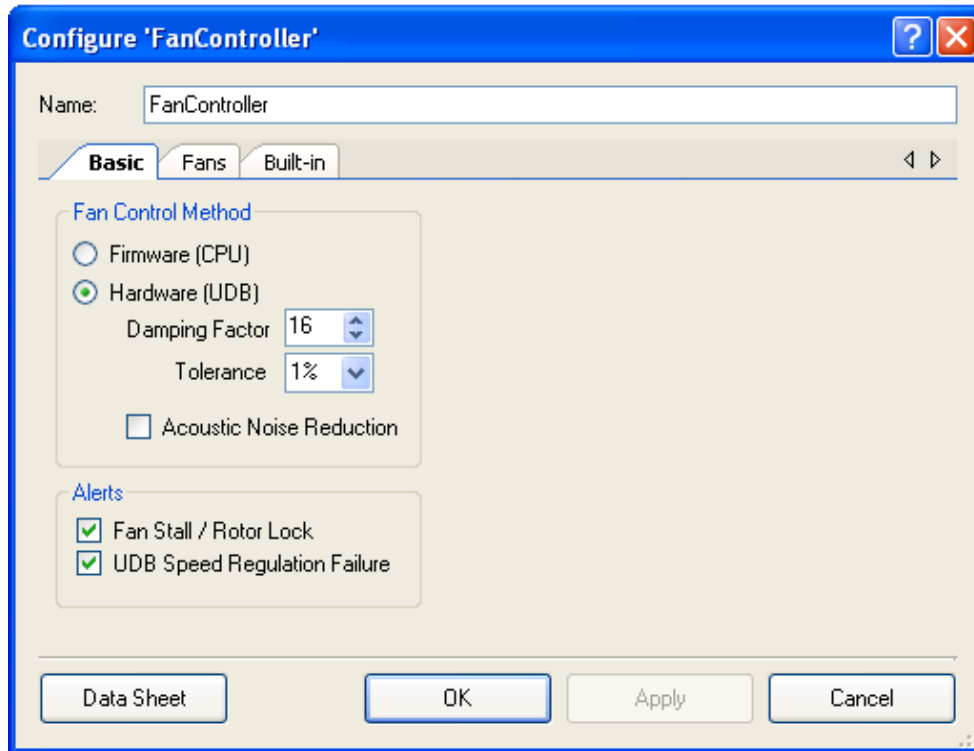 Configure 'FanController'
Name: FanController
Basic Fans Built-in
Fan Control Method
Firmware (CPU)
Hardware (UDB)
Damping Factor 16
Tolerance 1%
Acoustic Noise Reduction
Alerts
Fan Stall / Rotor Lock
UDB Speed Regulation Failure
Data Sheet OK Apply Cancel